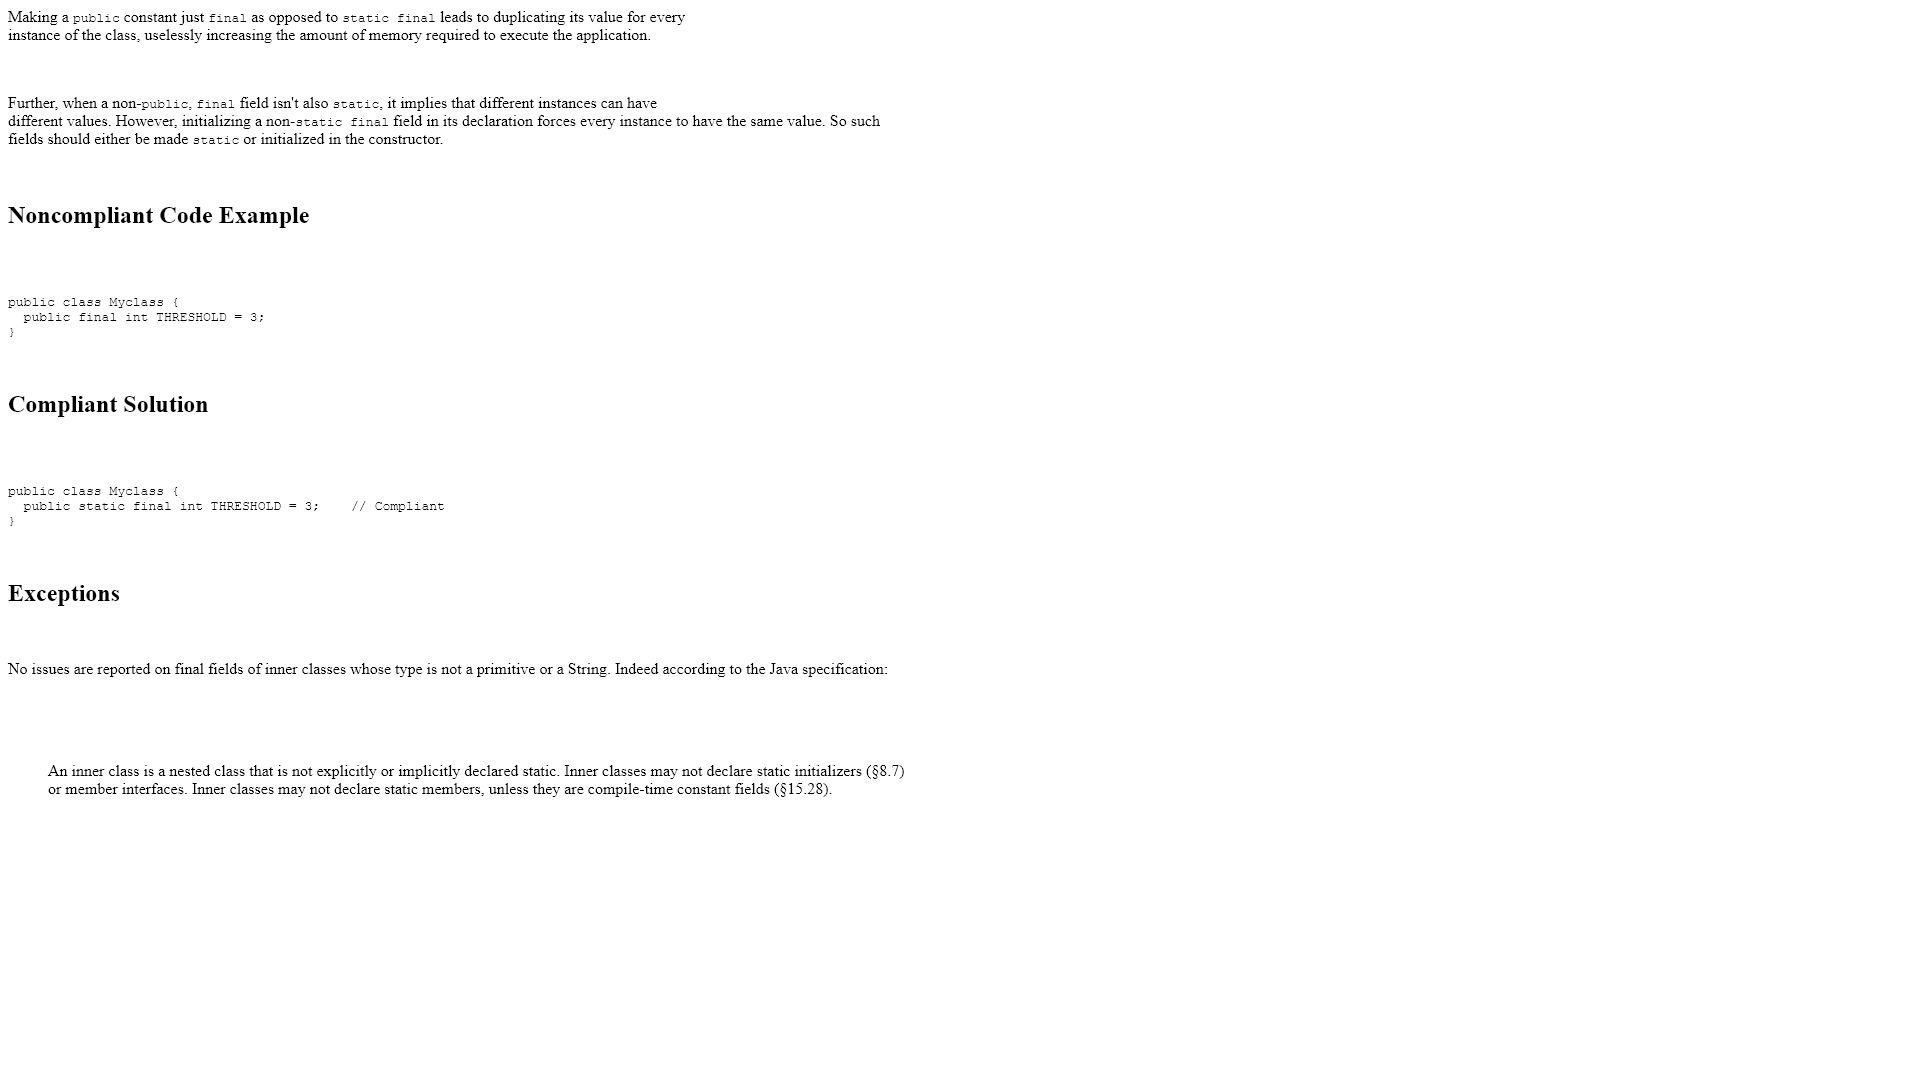 Making a public constant just final as opposed to static final leads to duplicating its value for every
instance of the class, uselessly increasing the amount of memory required to execute the application.
Further, when a non-public, final field isn't also static, it implies that different instances can have
different values. However, initializing a non-static final field in its declaration forces every instance to have the same value. So such
fields should either be made static or initialized in the constructor.
Noncompliant Code Example
public class Myclass {
  public final int THRESHOLD = 3;
}
Compliant Solution
public class Myclass {
  public static final int THRESHOLD = 3;    // Compliant
}
Exceptions
No issues are reported on final fields of inner classes whose type is not a primitive or a String. Indeed according to the Java specification:
An inner class is a nested class that is not explicitly or implicitly declared static. Inner classes may not declare static initializers (§8.7)
or member interfaces. Inner classes may not declare static members, unless they are compile-time constant fields (§15.28).